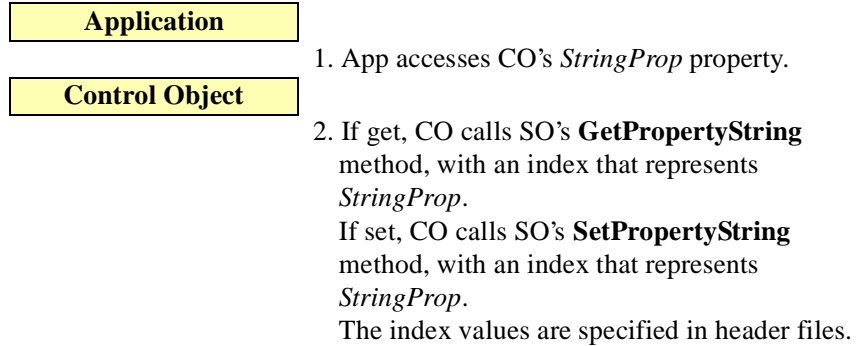 Application
1. App accesses CO’s StringProp property.
Control Object
2. If get, CO calls SO’s GetPropertyString
method, with an index that represents
StringProp.
If set, CO calls SO’s SetPropertyString
method, with an index that represents
StringProp.
The index values are specified in header files.